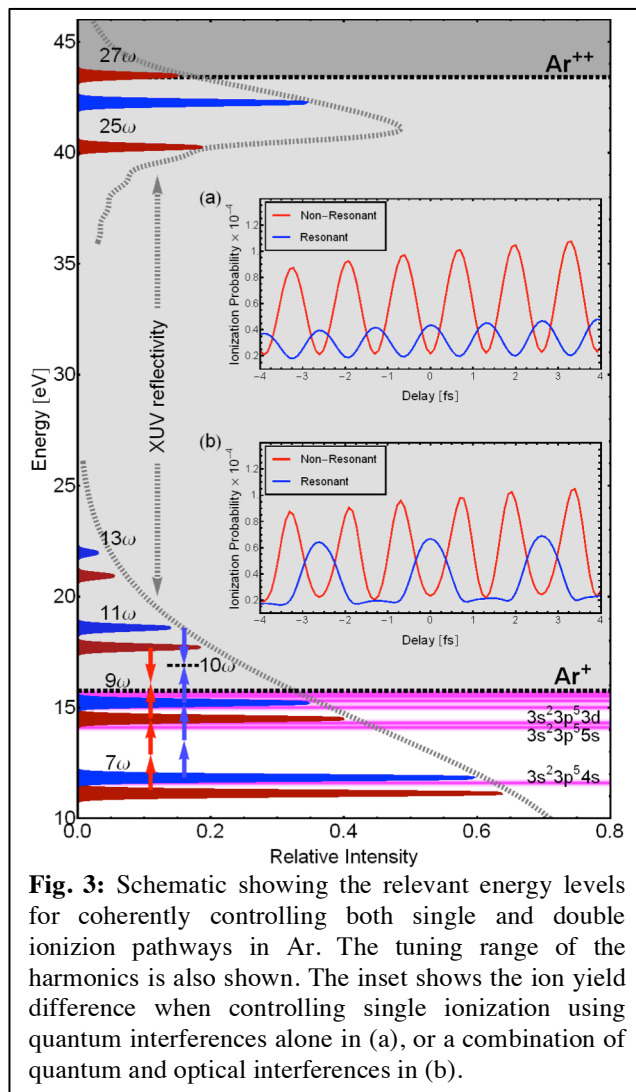 45
40
35
30
25
20
15
10
Energy [eV]
27ω
25ω
13ω
11ω
10ω
9ω
7ω
Ar++
Ar+
XUV reflectivity
(a)
Non-Resonant
Resonant
Ionization Probability × 10⁻⁴
1.4
1.2
1
0.8
0.6
0.4
0.2
-4 -3 -2 -1 0 1 2 3 4
Delay [fs]
(b)
Non-Resonant
Resonant
Ionization Probability × 10⁻⁴
1.4
1.2
1
0.8
0.6
0.4
0.2
-4 -3 -2 -1 0 1 2 3 4
Delay [fs]
3s²3p⁵3d
3s²3p⁵5s
3s²3p⁵4s
0.0 0.2 0.4 0.6 0.8
Relative Intensity
Fig. 3: Schematic showing the relevant energy levels
for coherently controlling both single and double
ionizion pathways in Ar. The tuning range of the
harmonics is also shown. The inset shows the ion yield
difference when controlling single ionization using
quantum interferences alone in (a), or a combination of
quantum and optical interferences in (b).